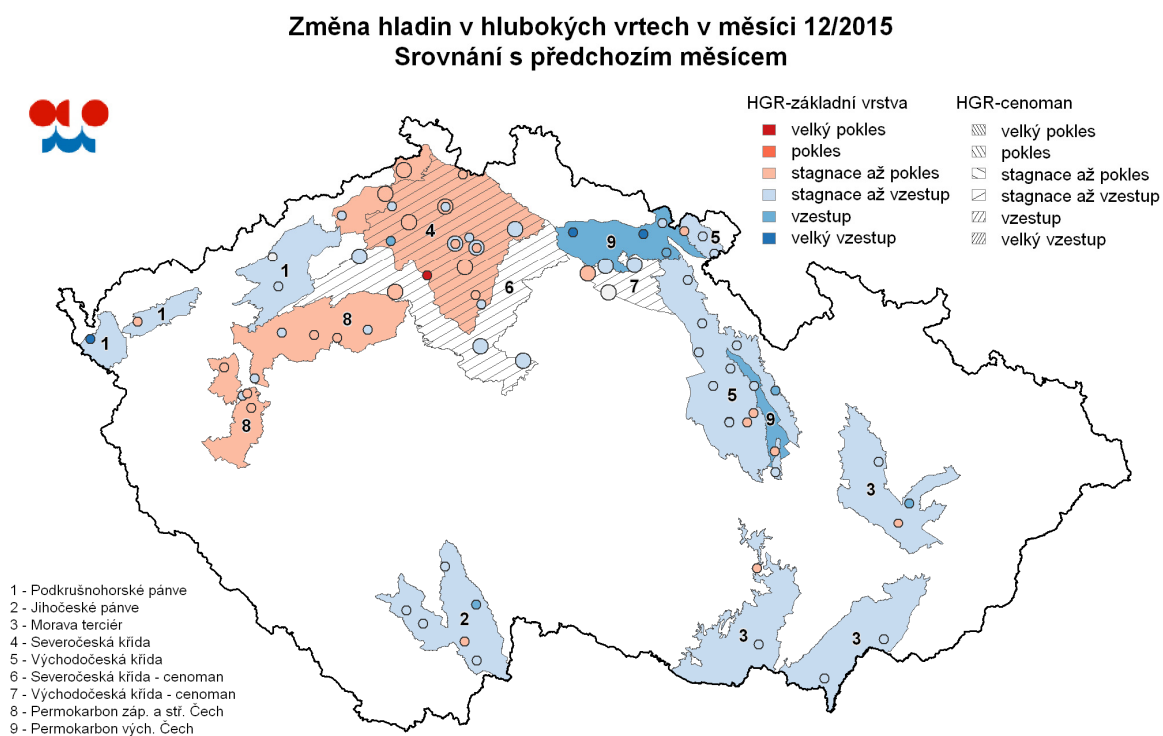 Změna hladin v hlubokých vrtech v měsíci 12/2015
Srovnání s předchozím měsícem
HGR-základní vrstva
velký pokles
pokles
stagnace až pokles
stagnace až vzestup
vzestup
velký vzestup
HGR-cenoman
velký pokles
pokles
stagnace až pokles
stagnace až vzestup
vzestup
velký vzestup
4
9
5
1
6
7
1
1
8
5
9
8
3
2
3
3
1 - Podkrušnohorské pánve
2 - Jihočeské pánve
3 - Morava terciér
4 - Severočeská křída
5 - Východočeská křída
6 - Severočeská křída - cenoman
7 - Východočeská křída - cenoman
8 - Permokarbon záp. a stř. Čech
9 - Permokarbon vých. Čech